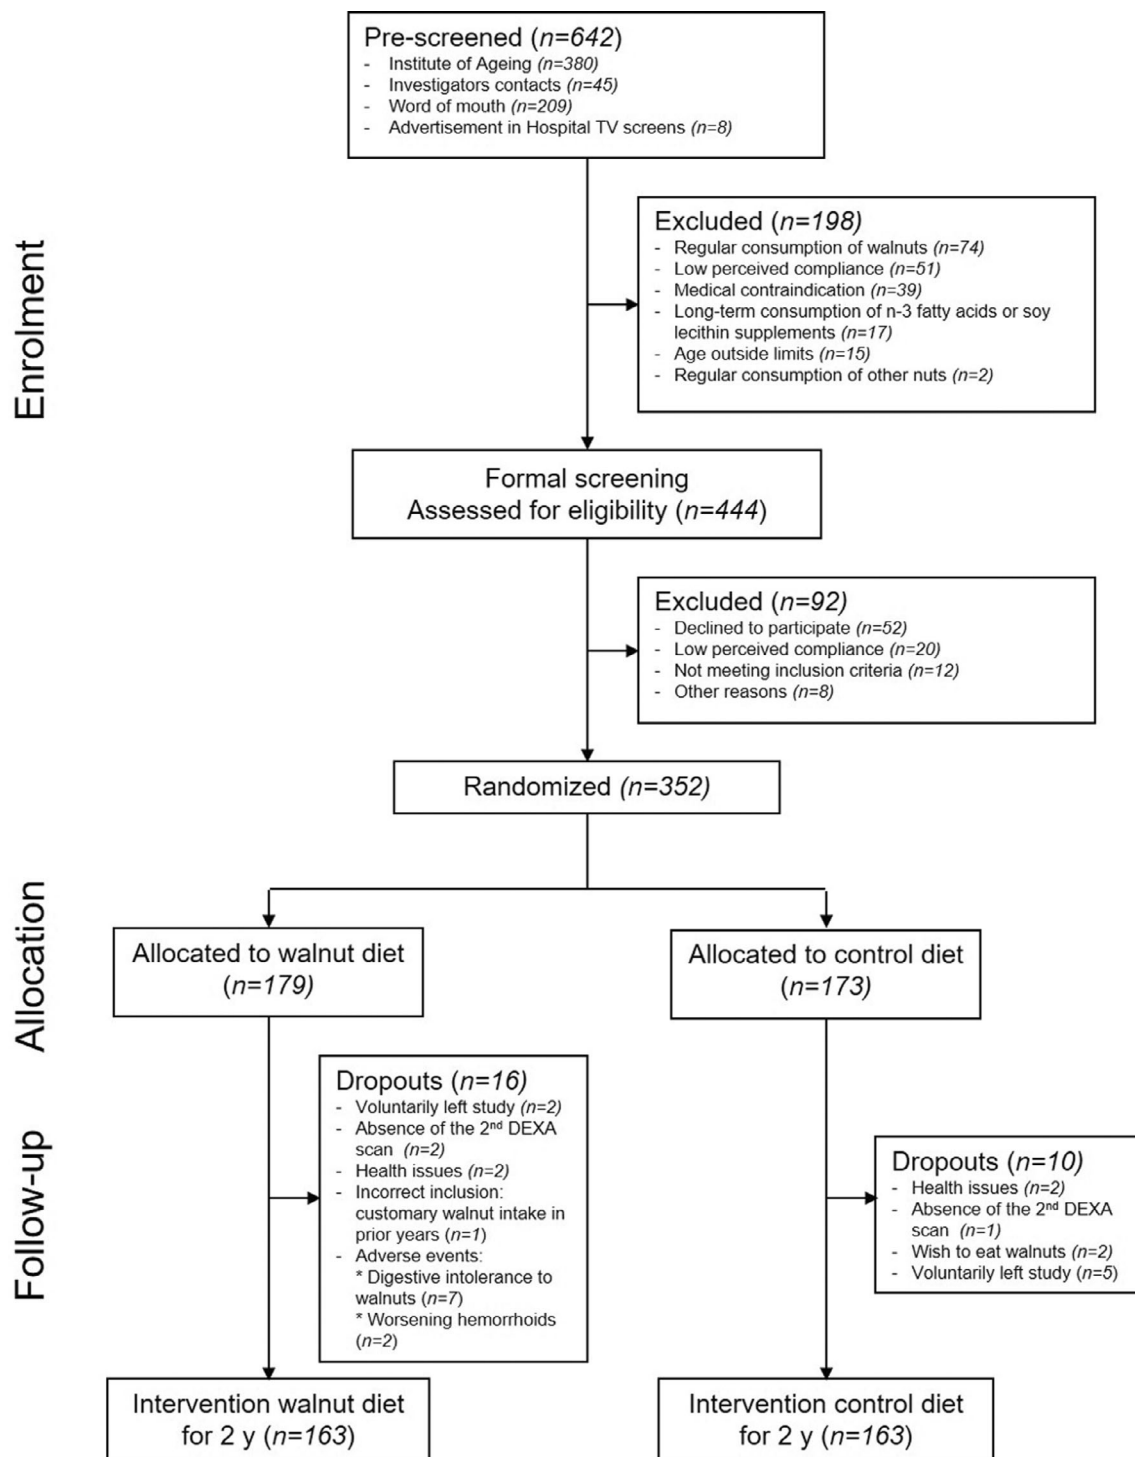 Pre-screened (n=642)
- Institute of Ageing (n=380)
- Investigators contacts (n=45)
- Word of mouth (n=209)
- Advertisement in Hospital TV screens (n=8)
Enrolment
Excluded (n=198)
- Regular consumption of walnuts (n=74)
- Low perceived compliance (n=51)
- Medical contraindication (n=39)
- Long-term consumption of n-3 fatty acids or soy
lecithin supplements (n=17)
- Age outside limits (n=15)
- Regular consumption of other nuts (n=2)
Formal screening
Assessed for eligibility (n=444)
Excluded (n=92)
- Declined to participate (n=52)
- Low perceived compliance (n=20)
- Not meeting inclusion criteria (n=12)
- Other reasons (n=8)
Randomized (n=352)
Allocation
Allocated to walnut diet
(n=179)
Allocated to control diet
(n=173)
Follow-up
Dropouts (n=16)
- Voluntarily left study (n=2)
- Absence of the 2nd DEXA
scan (n=2)
- Health issues (n=2)
- Incorrect inclusion:
customary walnut intake in
prior years (n=1)
- Adverse events:
* Digestive intolerance to
walnuts (n=7)
* Worsening hemorrhoids
(n=2)
Dropouts (n=10)
- Health issues (n=2)
- Absence of the 2nd DEXA
scan (n=1)
- Wish to eat walnuts (n=2)
- Voluntarily left study (n=5)
Intervention walnut diet
for 2 y (n=163)
Intervention control diet
for 2 y (n=163)